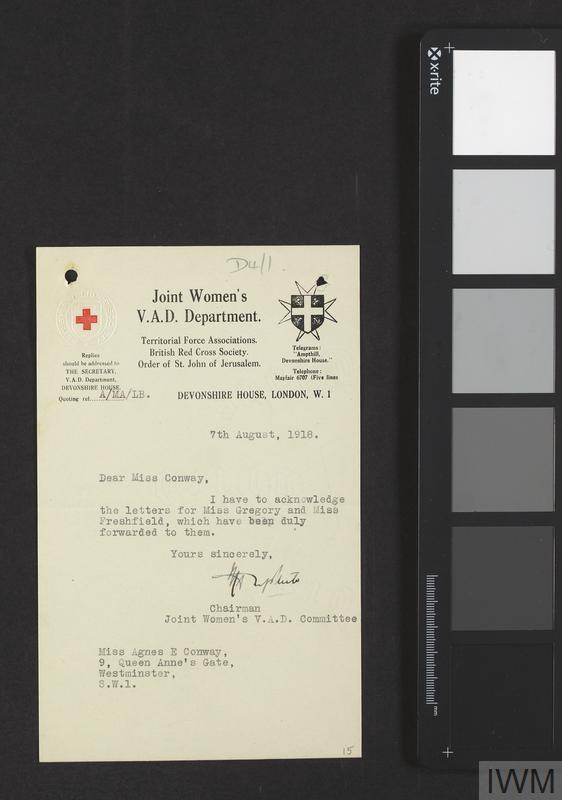 x-rite
D4/1
Joint Women's
V.A.D. Department.
Territorial Force Associations.
British Red Cross Society.
Order of St. John of Jerusalem.
Replies
should be addressed to
THE SECRETARY,
V.A.D. Department,
DEVONSHIRE HOUSE.
Quoting ref. A/MA/LB.
Telegrams:
"Ampthill,
Devonshire House."
Telephone:
Mayfair 6707 (Five lines
DEVONSHIRE HOUSE, LONDON, W. 1
7th August, 1918.
Dear Miss Conway,
I have to acknowledge
the letters for Miss Gregory and Miss
Freshfield, which have been duly
forwarded to them.
Yours sincerely,
Chairman
Joint Women's V.A.D. Committee
Miss Agnes E Conway,
9, Queen Anne's Gate,
Westminster,
S.W.1.
15
mm
IWM